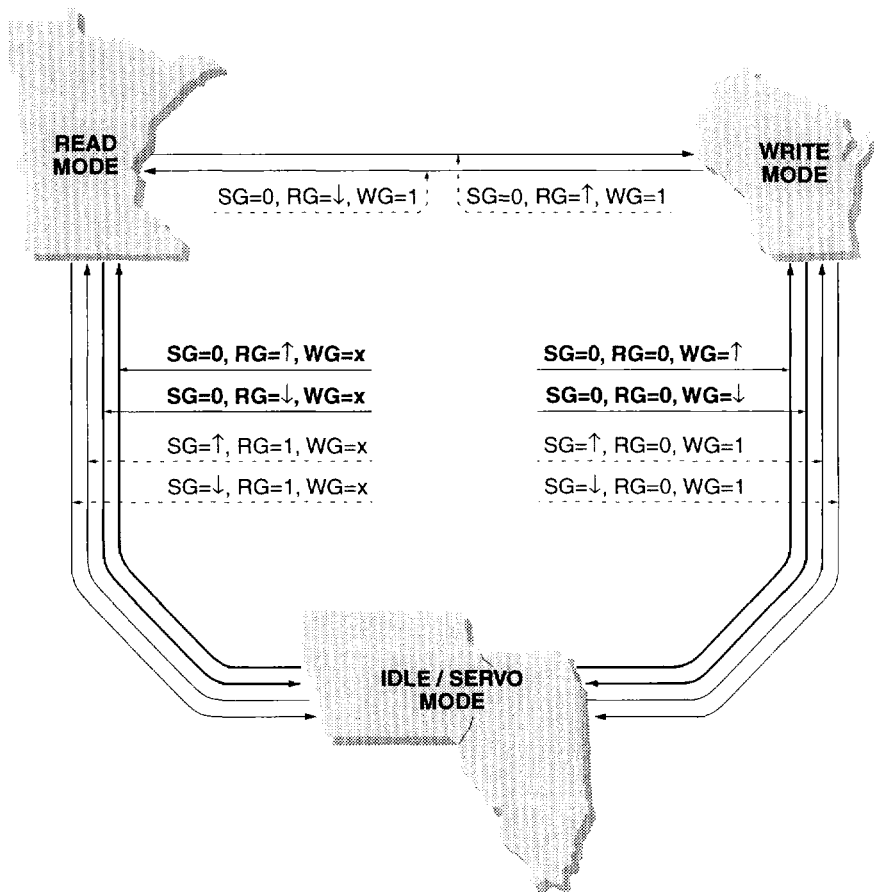 READ
MODE
WRITE
MODE
SG=0, RG=↓, WG=1
SG=0, RG=↑, WG=1
SG=0, RG=↑, WG=x
SG=0, RG=↓, WG=x
SG=↑, RG=1, WG=x
SG=↓, RG=1, WG=x
SG=0, RG=0, WG=↑
SG=0, RG=0, WG=↓
SG=↑, RG=0, WG=1
SG=↓, RG=0, WG=1
IDLE / SERVO
MODE